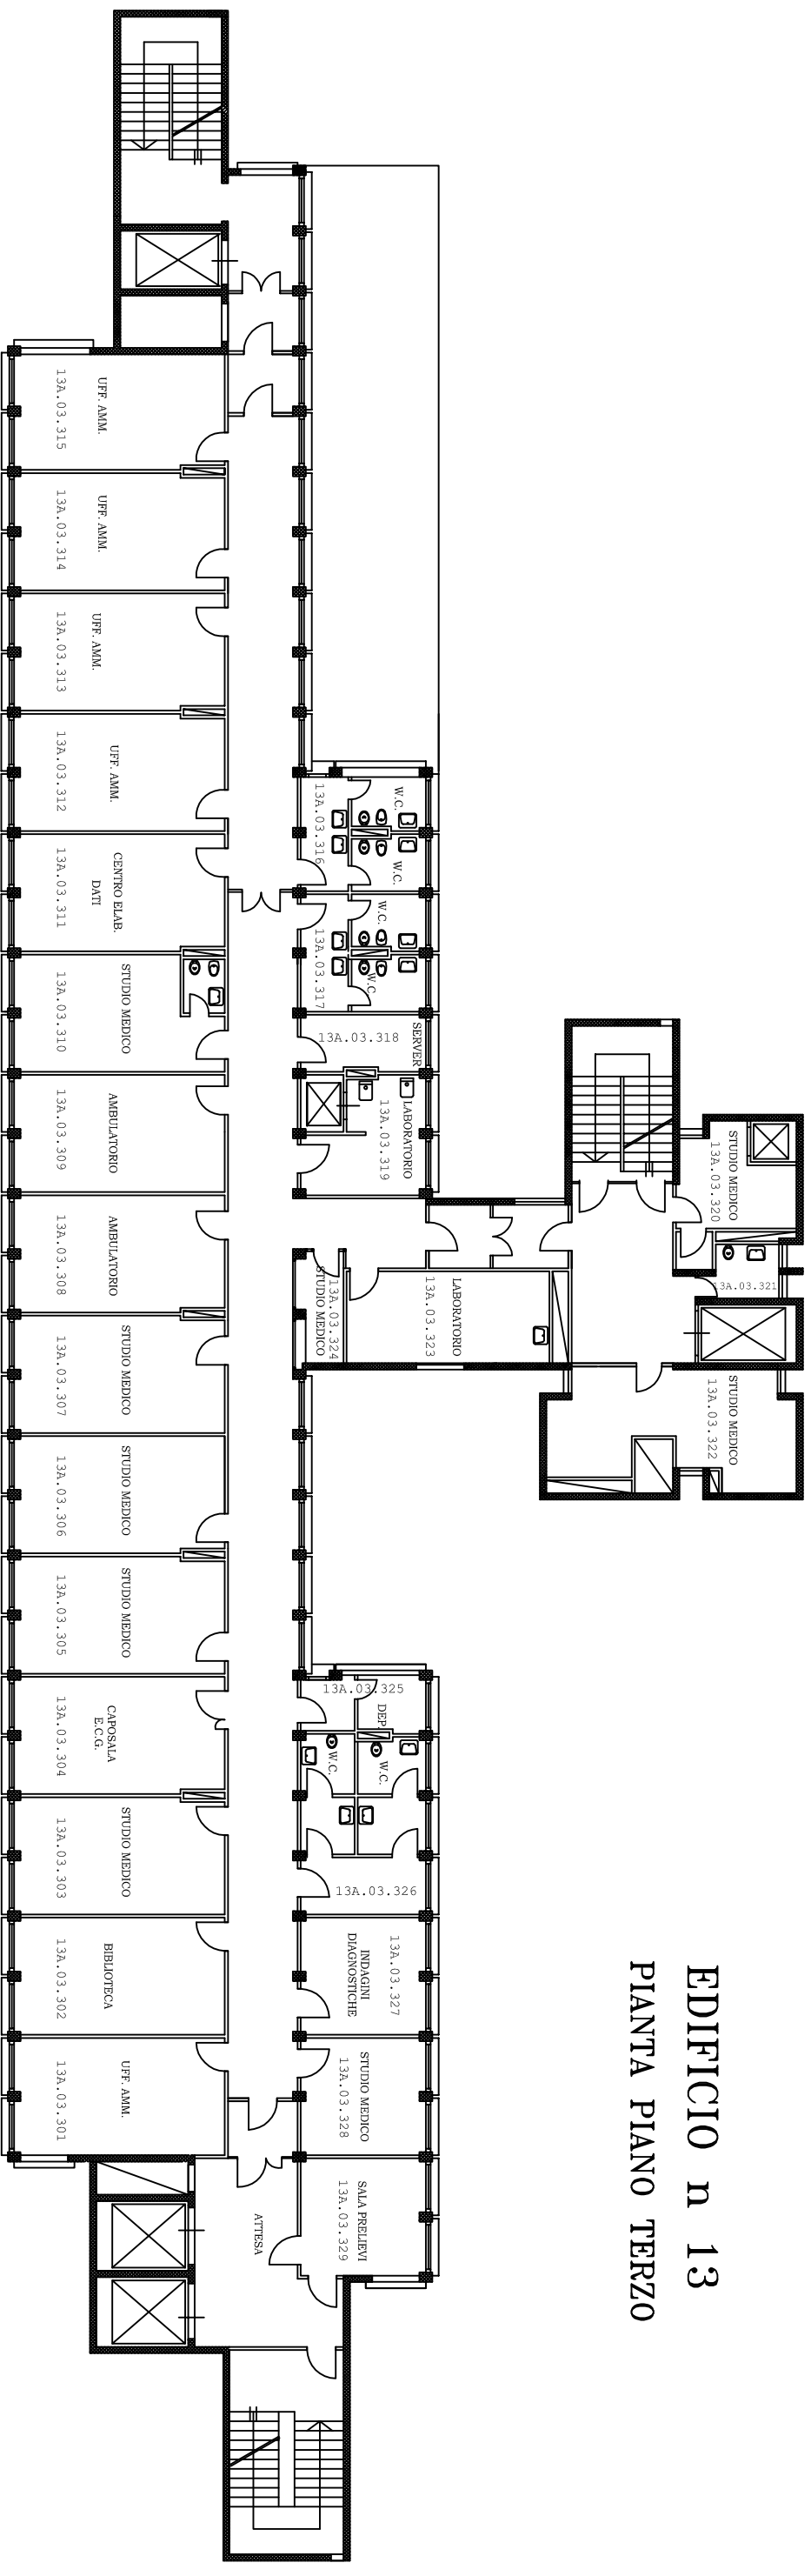 EDIFICIO n 13
PIANTA PIANO TERZO
STUDIO MEDICO
13A.03.320
13A.03.321
STUDIO MEDICO
13A.03.322
LABORATORIO
13A.03.323
13A.03.324
STUDIO MEDICO
W.C.
W.C.
13A.03.316
W.C.
W.C.
13A.03.317
SERVER
13A.03.318
LABORATORIO
13A.03.319
13A.03.325
DEP.
W.C.
W.C.
13A.03.326
13A.03.327
INDAGINI
DIAGNOSTICHE
STUDIO MEDICO
13A.03.328
SALA PRELIEVI
13A.03.329
ATTESA
UFF. AMM.
13A.03.315
UFF. AMM.
13A.03.314
UFF. AMM.
13A.03.313
UFF. AMM.
13A.03.312
CENTRO ELAB.
DATI
13A.03.311
STUDIO MEDICO
13A.03.310
AMBULATORIO
13A.03.309
AMBULATORIO
13A.03.308
STUDIO MEDICO
13A.03.307
STUDIO MEDICO
13A.03.306
STUDIO MEDICO
13A.03.305
CAPOSALA
E.C.G.
13A.03.304
STUDIO MEDICO
13A.03.303
BIBLIOTECA
13A.03.302
UFF. AMM.
13A.03.301